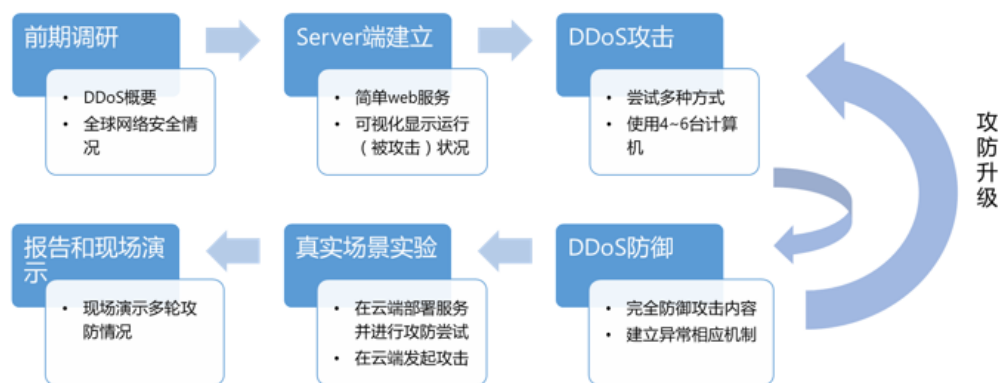 前期调研
• DDoS概要
• 全球网络安全情
况
Server端建立
• 简单web服务
• 可视化显示运行
（被攻击）状况
DDoS攻击
• 尝试多种方式
• 使用4~6台计算
机
攻防升级
DDoS防御
• 完全防御攻击内容
• 建立异常相应机制
真实场景实验
• 在云端部署服务
并进行攻防尝试
• 在云端发起攻击
报告和现场演
示
• 现场演示多轮攻
防情况